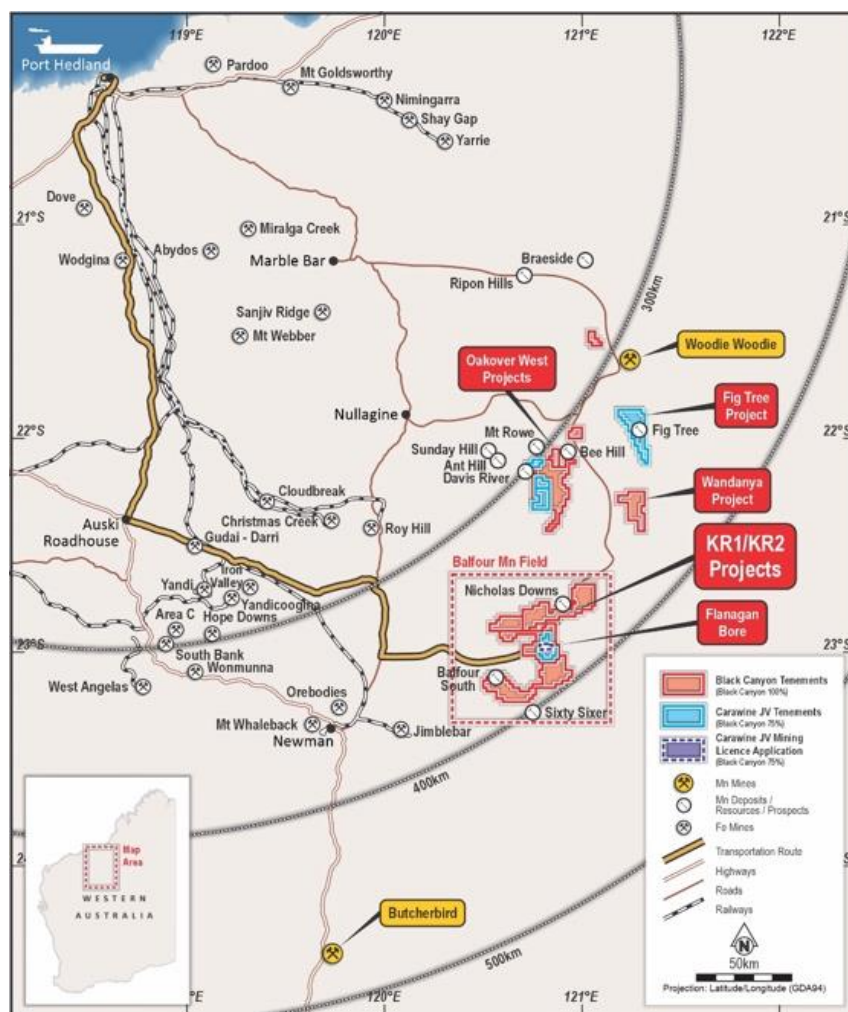 119°E
120°E
121°E
122°E
Port Hedland
Pardoo
Mt Goldsworthy
Nimingarra
Shay Gap
Yarrie
Dove
21°S
21°S
Miralga Creek
Abydos
Wodgina
Marble Bar
Braeside
Ripon Hills
300km
Sanjiv Ridge
Mt Webber
Woodie Woodie
Oakover West
Projects
Fig Tree
Project
Nullagine
22°S
22°S
Mt Rowe
Fig Tree
Sunday Hill
Bee Hill
Ant Hill
Davis River
Wandanya
Project
Cloudbreak
Christmas Creek
Roy Hill
Auski
Roadhouse
Gudai - Darri
KR1/KR2
Projects
Balfour Mn Field
Iron
Valley
Yandi
Yandicoogina
Nicholas Downs
Area C
Hope Downs
Flanagan
Bore
23°S
23°S
South Bank
Wonmunna
West Angelas
Balfour
South
Orebodies
Mt Whaleback
Newman
Jimblebar
Sixty Sixer
400km
Black Canyon Tenements
(Black Canyon 100%)
Carawine JV Tenements
(Black Canyon 75%)
Carawine JV Mining
Licence Application
(Black Canyon 75%)
Mn Mines
Mn Deposits /
Resources / Prospects
Fe Mines
Transportation Route
Highways
Roads
Railways
N
50km
Projection: Latitude/Longitude (GDA94)
Map
Area
WESTERN
AUSTRALIA
Butcherbird
500km
119°E
120°E
121°E